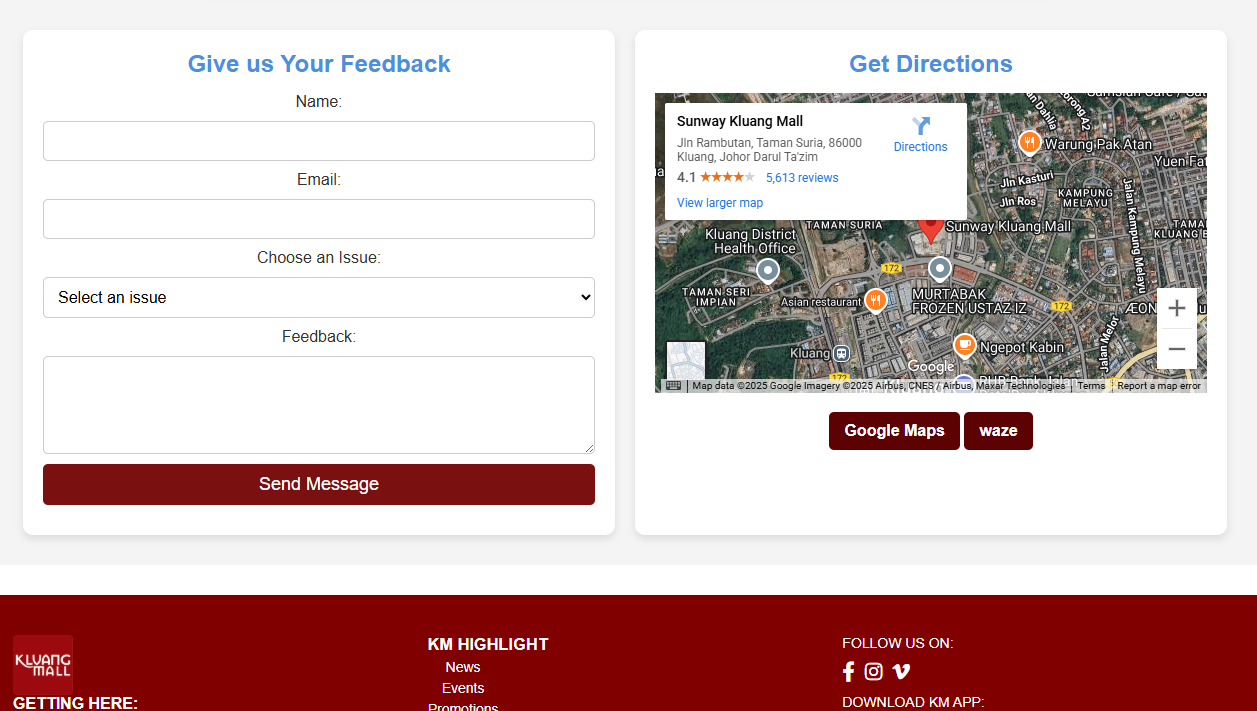 Give us Your Feedback
Name:
Email:
Choose an Issue:
Select an issue
Feedback:
Send Message
Get Directions
Sunway Kluang Mall
Jln Rambutan, Taman Suria, 86000
Kluang, Johor Darul Ta'zim
4.1
5,613 reviews
View larger map
Directions
Warung Pak Atan
Jln Kasturi
Jln Ros
KAMPUNG
MELAYU
Jalan Kampung Melayu
TAMAN SURIA
Sunway Kluang Mall
Kluang District
Health Office
172
TAMAN SERI
IMPIAN
Asian restaurant
MURTABAK
FROZEN USTAZ IZ
172
Jalan Melor
Kluang
Ngepot Kabin
172
Google
Map data ©2025 Google Imagery ©2025 Airbus, CNES / Airbus, Maxar Technologies
Terms
Report a map error
Google Maps
waze
KLUANG
MALL
GETTING HERE:
KM HIGHLIGHT
News
Events
Promotions
FOLLOW US ON:
DOWNLOAD KM APP: